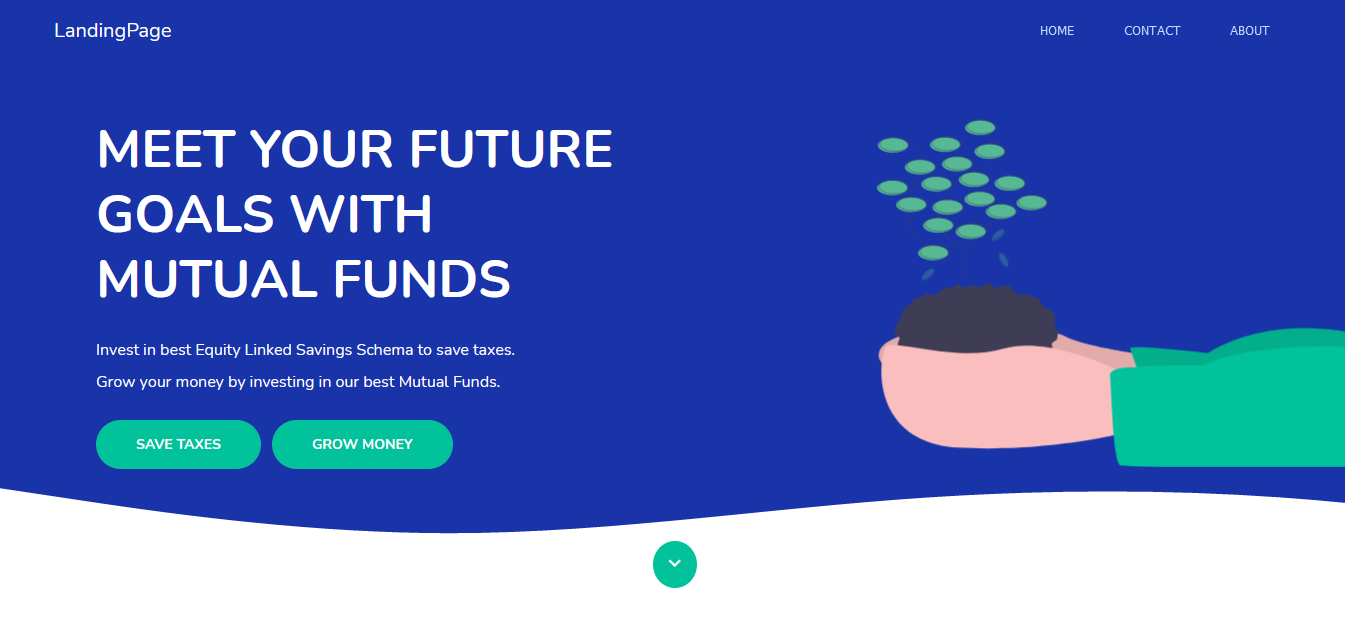 LandingPage
HOME CONTACT ABOUT
MEET YOUR FUTURE
GOALS WITH
MUTUAL FUNDS
Invest in best Equity Linked Savings Schema to save taxes.
Grow your money by investing in our best Mutual Funds.
SAVE TAXES GROW MONEY